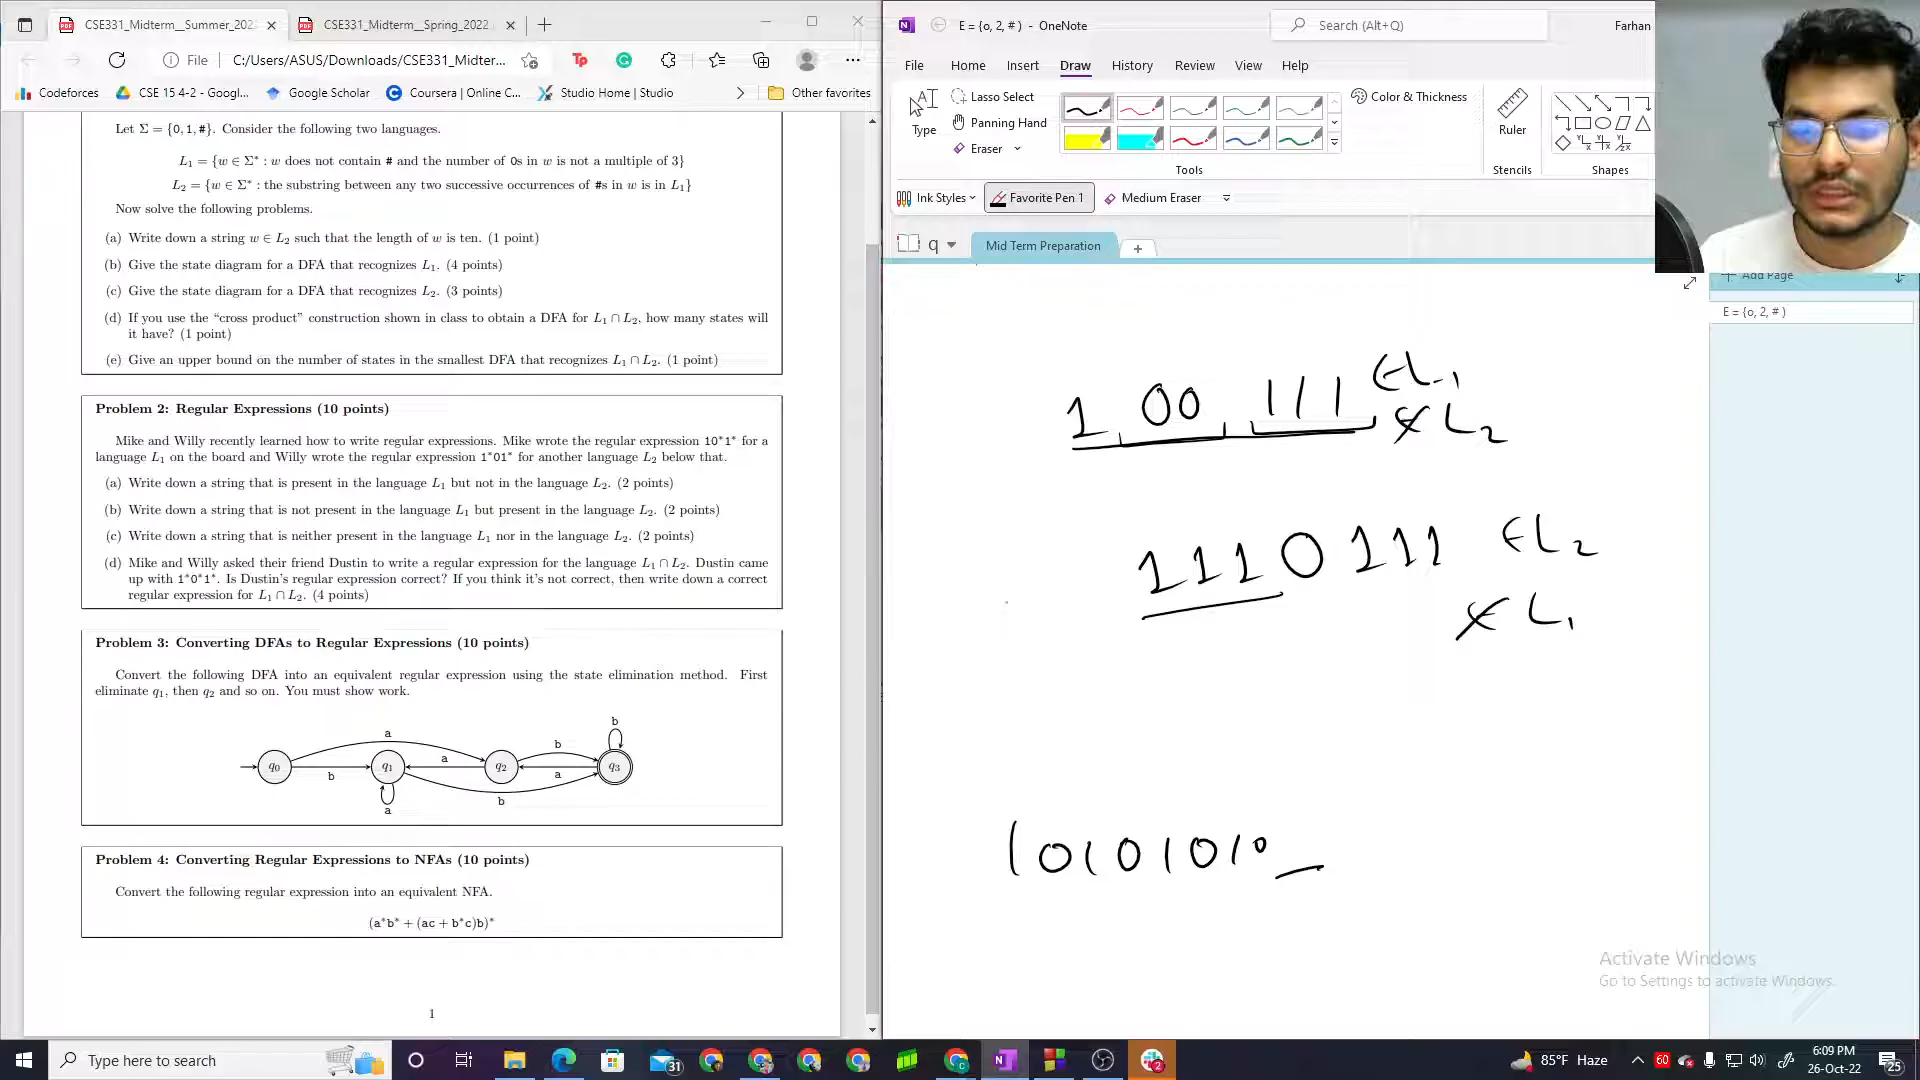 CSE331_Midterm__Summer_202
CSE331_Midterm_Spring_2022
File C:/Users/ASUS/Downloads/CSE331_Midter...
Codeforces CSE 15 4-2 - Googl... Google Scholar Coursera | Online C... Studio Home | Studio Other favorites
Let Σ = {0, 1, #}. Consider the following two languages.
L₁ = {w ∈ Σ* : w does not contain # and the number of 0s in w is not a multiple of 3}
L₂ = {w ∈ Σ* : the substring between any two successive occurrences of #s in w is in L₁}
Now solve the following problems.
(a) Write down a string w ∈ L₂ such that the length of w is ten. (1 point)
(b) Give the state diagram for a DFA that recognizes L₁. (4 points)
(c) Give the state diagram for a DFA that recognizes L₂. (3 points)
(d) If you use the “cross product” construction shown in class to obtain a DFA for L₁ ∩ L₂, how many states will
it have? (1 point)
(e) Give an upper bound on the number of states in the smallest DFA that recognizes L₁ ∩ L₂. (1 point)
Problem 2: Regular Expressions (10 points)
Mike and Willy recently learned how to write regular expressions. Mike wrote the regular expression 10*1* for a
language L₁ on the board and Willy wrote the regular expression 1*01* for another language L₂ below that.
(a) Write down a string that is present in the language L₁ but not in the language L₂. (2 points)
(b) Write down a string that is not present in the language L₁ but present in the language L₂. (2 points)
(c) Write down a string that is neither present in the language L₁ nor in the language L₂. (2 points)
(d) Mike and Willy asked their friend Dustin to write a regular expression for the language L₁ ∩ L₂. Dustin came
up with 1*0*1*. Is Dustin's regular expression correct? If you think it's not correct, then write down a correct
regular expression for L₁ ∩ L₂. (4 points)
Problem 3: Converting DFAs to Regular Expressions (10 points)
Convert the following DFA into an equivalent regular expression using the state elimination method. First
eliminate q₁, then q₂ and so on. You must show work.
b
a
b
q₀ q₁ a q₂ q₃
b a
b
a
Problem 4: Converting Regular Expressions to NFAs (10 points)
Convert the following regular expression into an equivalent NFA.
(a*b* + (ac + b*c)b)*
1
E = {o, 2, # ) - OneNote
Search (Alt+Q)
Farhan
File Home Insert Draw History Review View Help
Type
Lasso Select
Panning Hand
Eraser
Color & Thickness
Ruler
Tools
Stencils
Shapes
Ink Styles Favorite Pen 1 Medium Eraser
q
Mid Term Preparation
Add Page
E = {o, 2, # )
1 00 111 ∈L₁
∉ L₂
1110111 ∈L₂
∉ L₁
10101010
Activate Windows
Go to Settings to activate Windows.
Type here to search
31
60
2
85°F Haze
6:09 PM
26-Oct-22
25